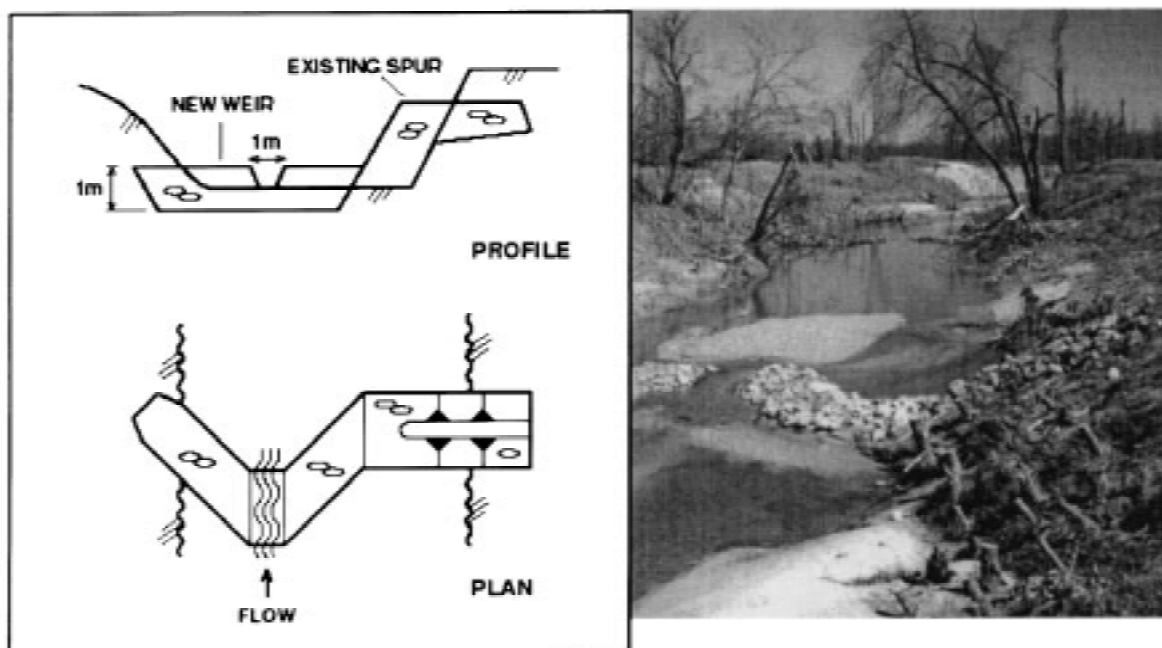 EXISTING SPUR
NEW WEIR
1m
1m
PROFILE
PLAN
FLOW